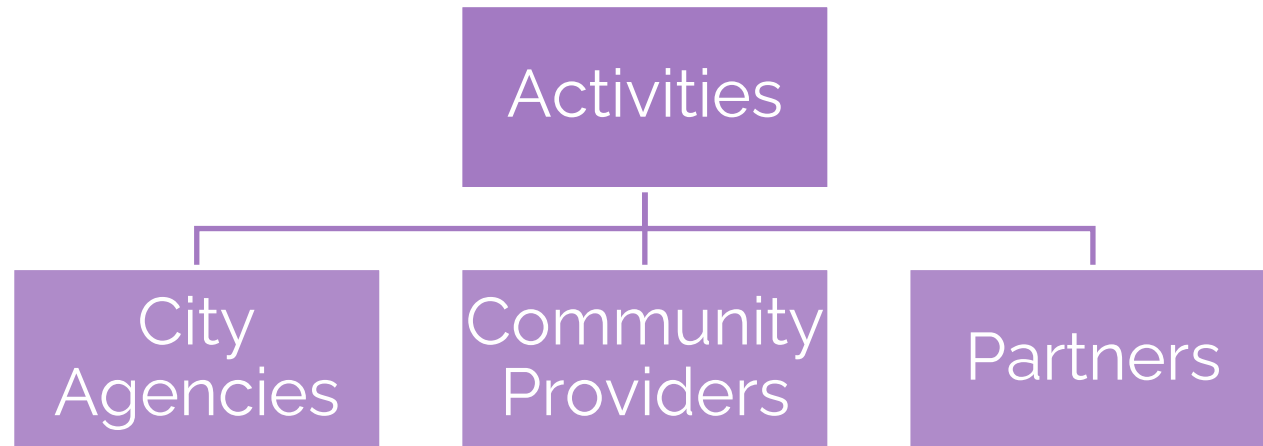 Activities
City
Agencies
Community
Providers
Partners